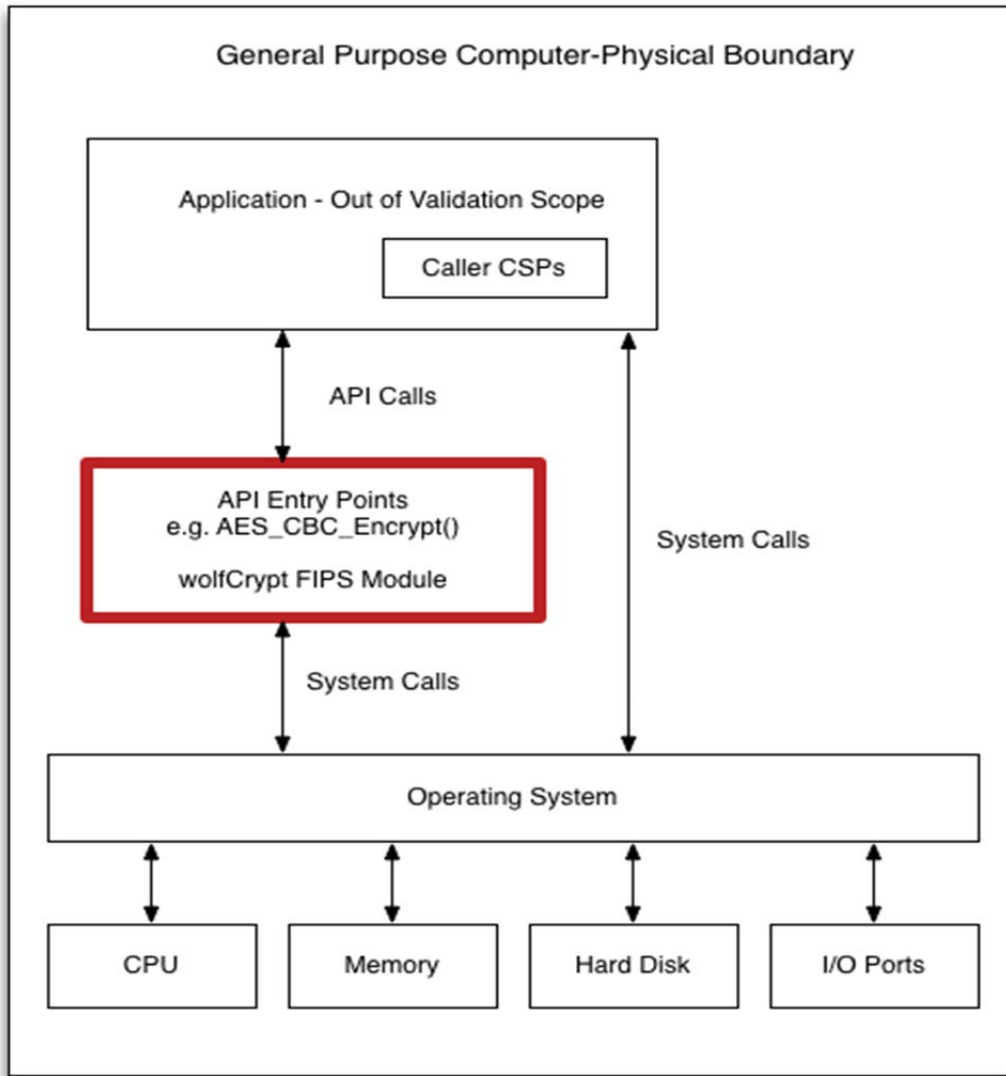 General Purpose Computer-Physical Boundary
Application - Out of Validation Scope
Caller CSPs
API Calls
API Entry Points
e.g. AES_CBC_Encrypt()
wolfCrypt FIPS Module
System Calls
System Calls
Operating System
CPU
Memory
Hard Disk
I/O Ports